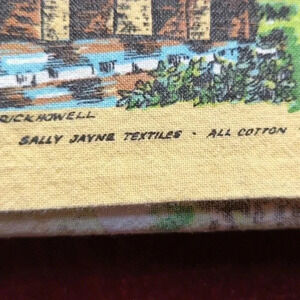 RICKHOWELL
SALLY JAYNE TEXTILES - ALL COTTON